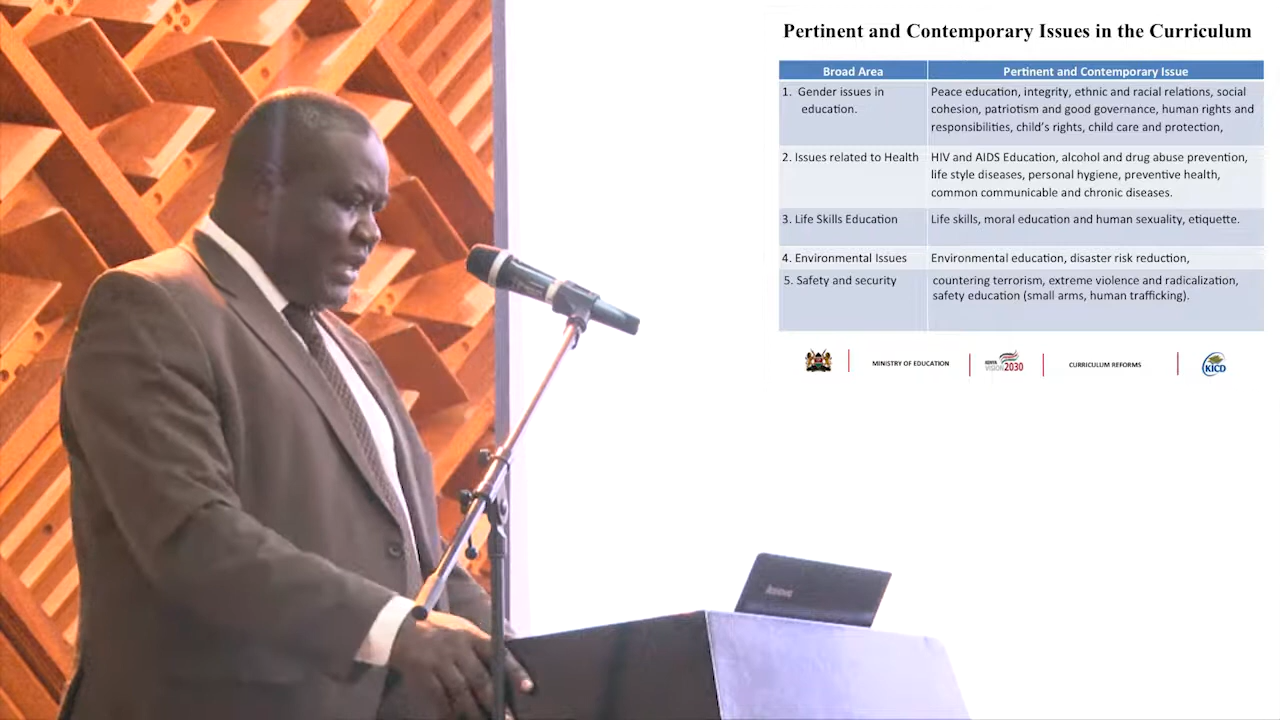 Pertinent and Contemporary Issues in the Curriculum
Broad Area
Pertinent and Contemporary Issue
1. Gender issues in
education.
Peace education, integrity, ethnic and racial relations, social
cohesion, patriotism and good governance, human rights and
responsibilities, child's rights, child care and protection,
2. Issues related to Health
HIV and AIDS Education, alcohol and drug abuse prevention,
life style diseases, personal hygiene, preventive health,
common communicable and chronic diseases.
3. Life Skills Education
Life skills, moral education and human sexuality, etiquette.
4. Environmental Issues
Environmental education, disaster risk reduction,
5. Safety and security
countering terrorism, extreme violence and radicalization,
safety education (small arms, human trafficking).
MINISTRY OF EDUCATION
KENYA
VISION 2030
CURRICULUM REFORMS
KICD
lenovo